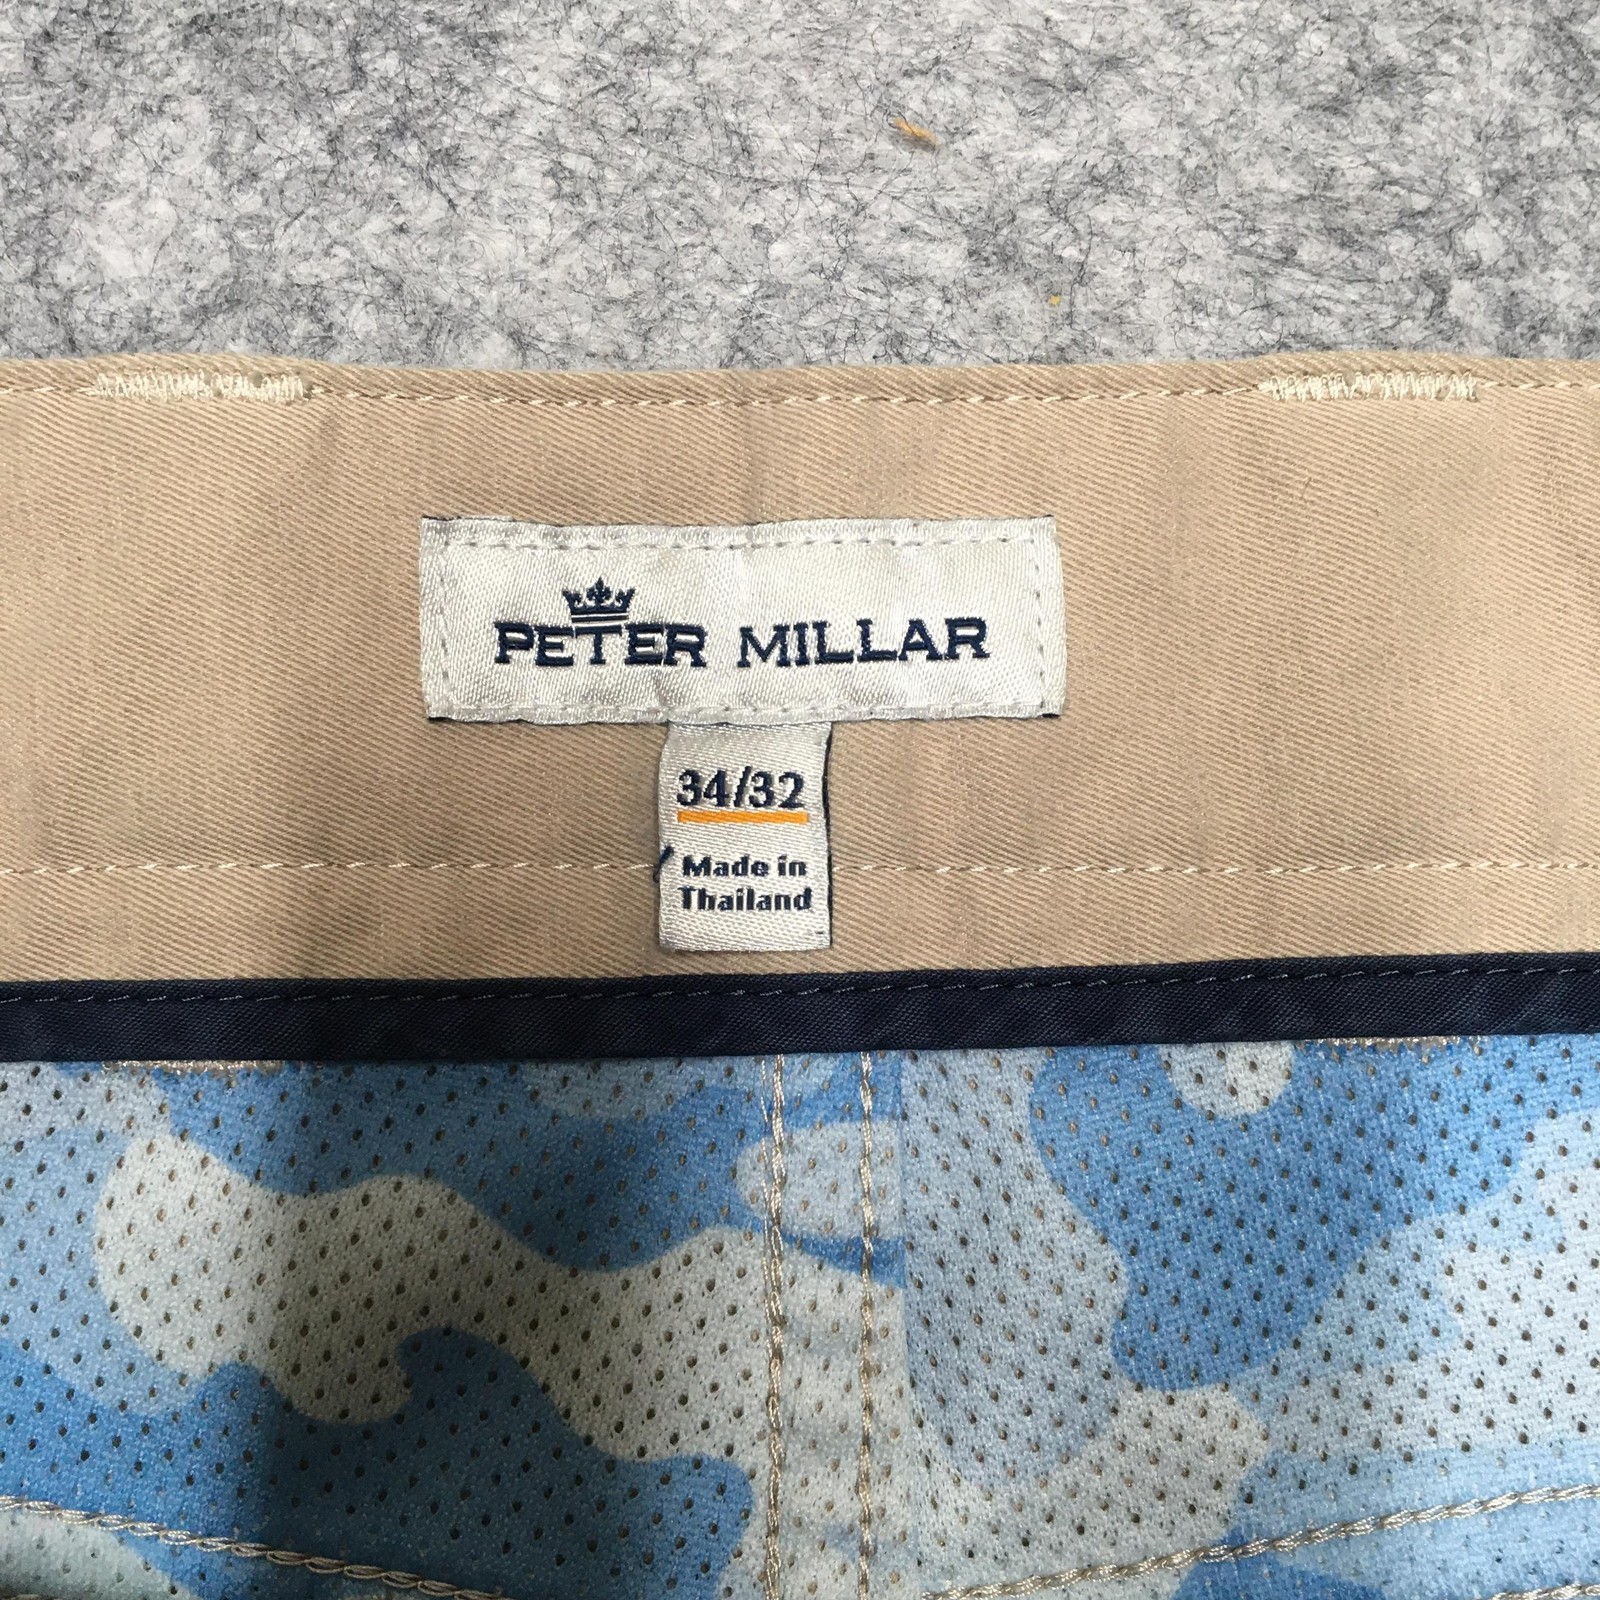 PETER MILLAR
34/32
Made in
Thailand